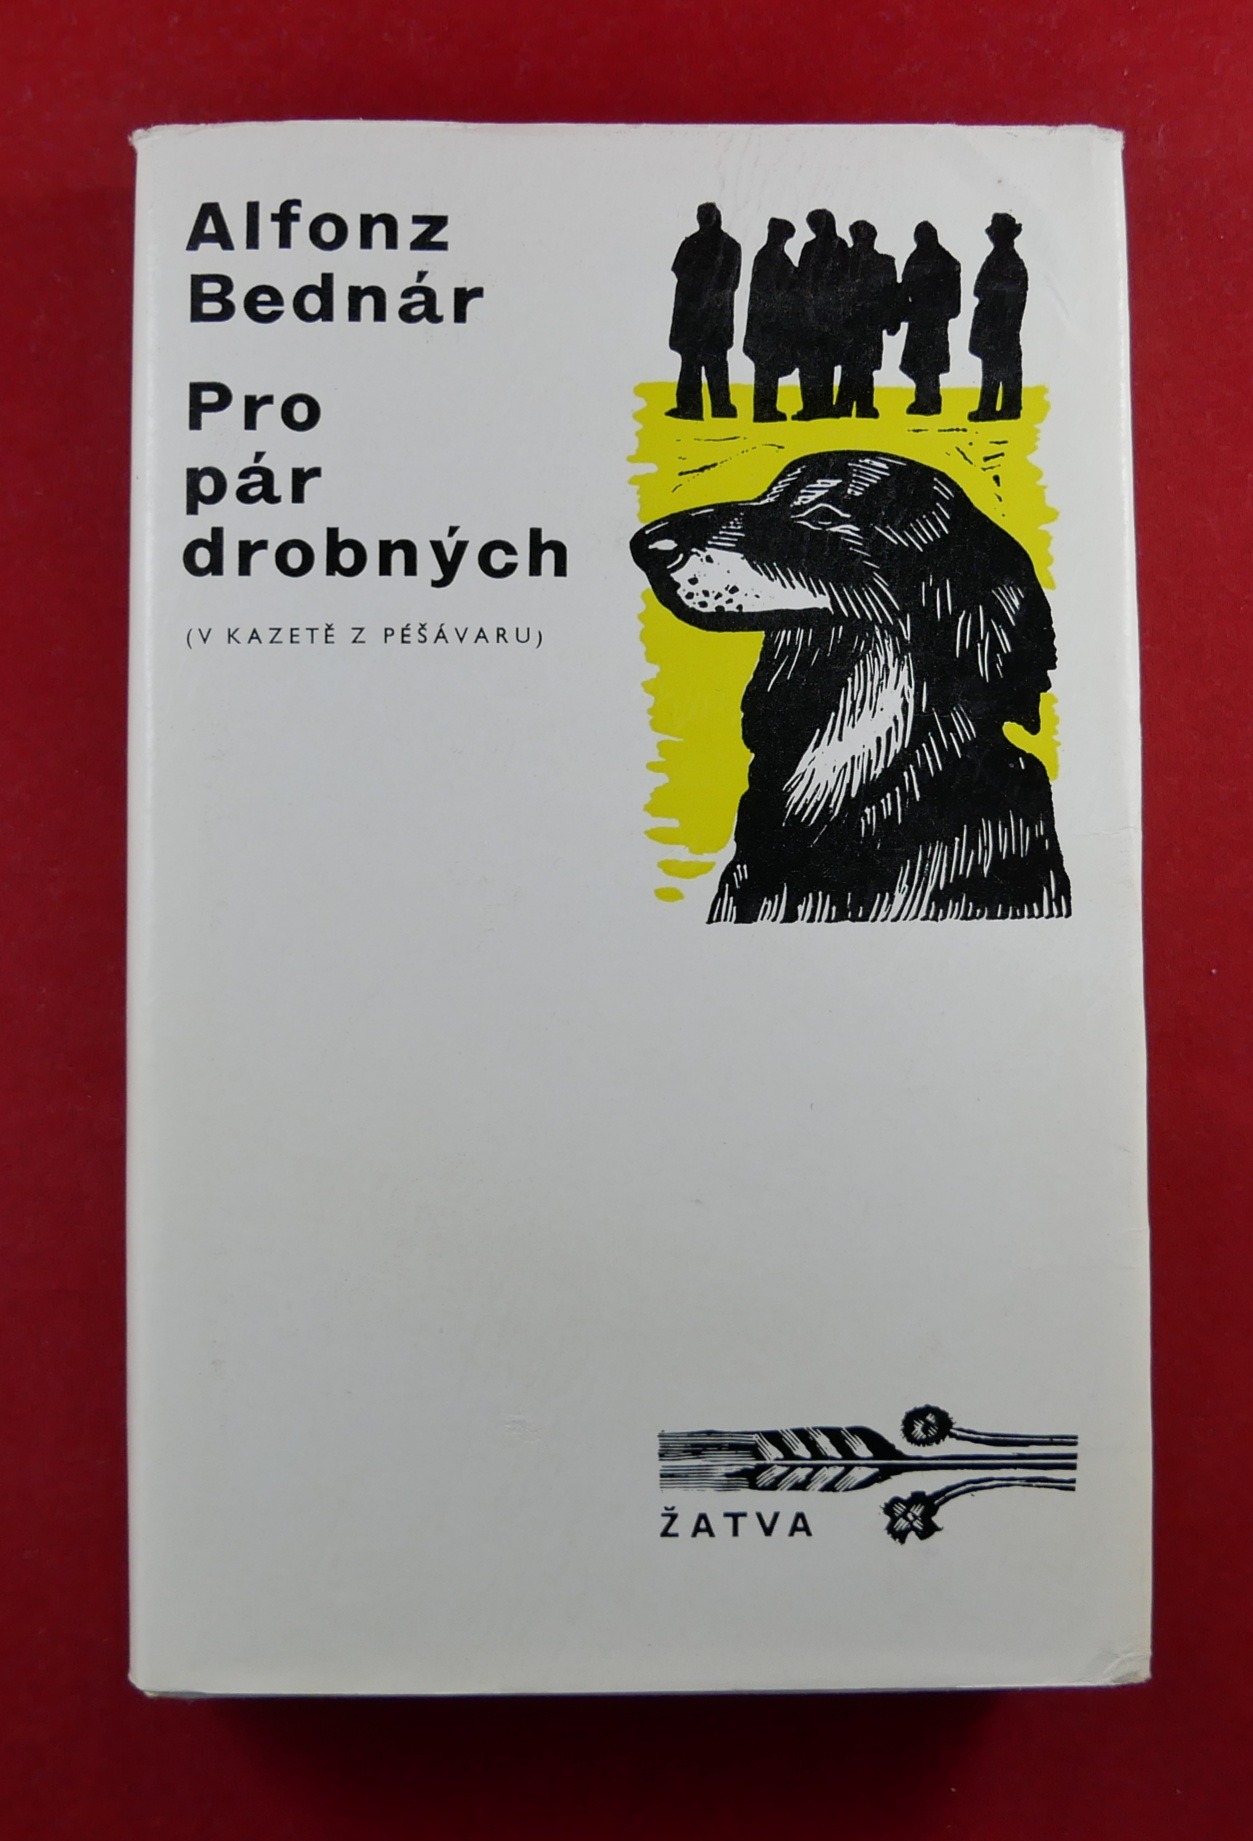 Alfonz
Bednár
Pro
pár
drobných
(V KAZETĚ Z PÉŠÁVARU)
ŽATVA